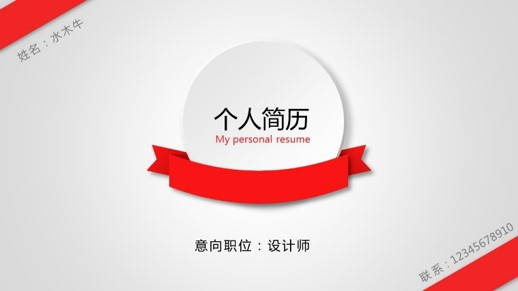 姓名：水木牛
个人简历
My personal resume
意向职位：设计师
联系：12345678910